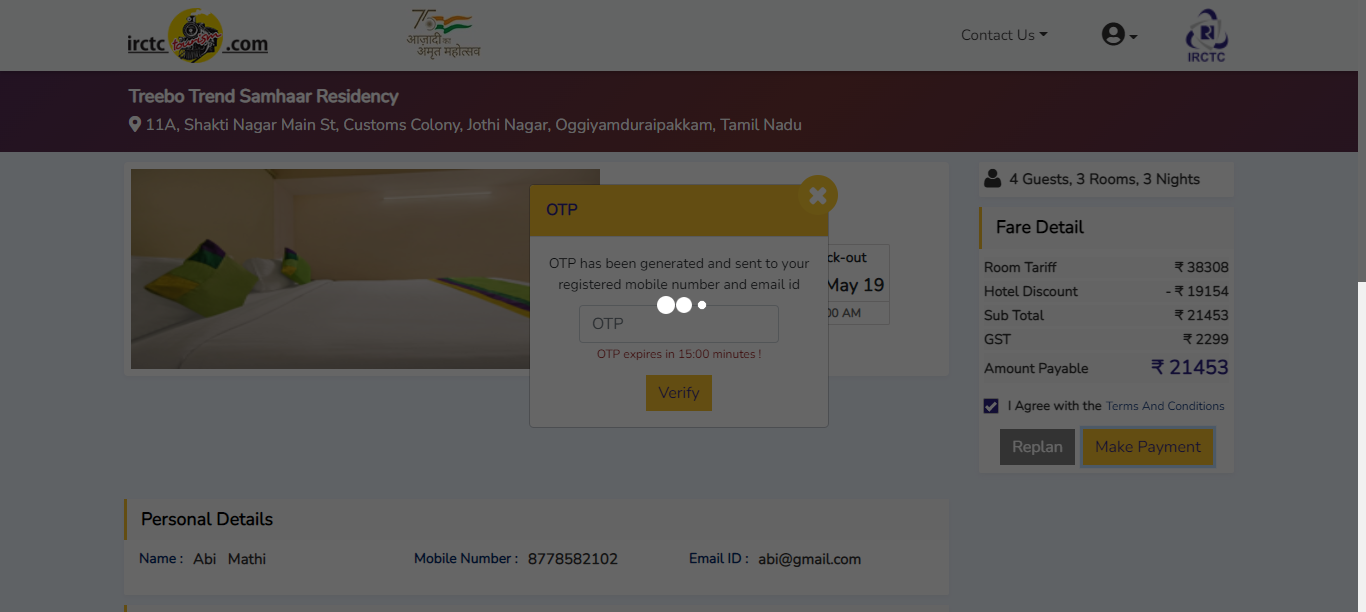 irctc tourism .com
75
आज़ादी का
अमृत महोत्सव
Contact Us
IRCTC
Treebo Trend Samhaar Residency
11A, Shakti Nagar Main St, Customs Colony, Jothi Nagar, Oggiyamduraipakkam, Tamil Nadu
OTP
OTP has been generated and sent to your
registered mobile number and email id
OTP
OTP expires in 15:00 minutes !
Verify
ck-out
May 19
00 AM
4 Guests, 3 Rooms, 3 Nights
Fare Detail
Room Tariff ₹ 38308
Hotel Discount - ₹ 19154
Sub Total ₹ 21453
GST ₹ 2299
Amount Payable ₹ 21453
I Agree with the Terms And Conditions
Replan Make Payment
Personal Details
Name : Abi Mathi Mobile Number : 8778582102 Email ID : abi@gmail.com